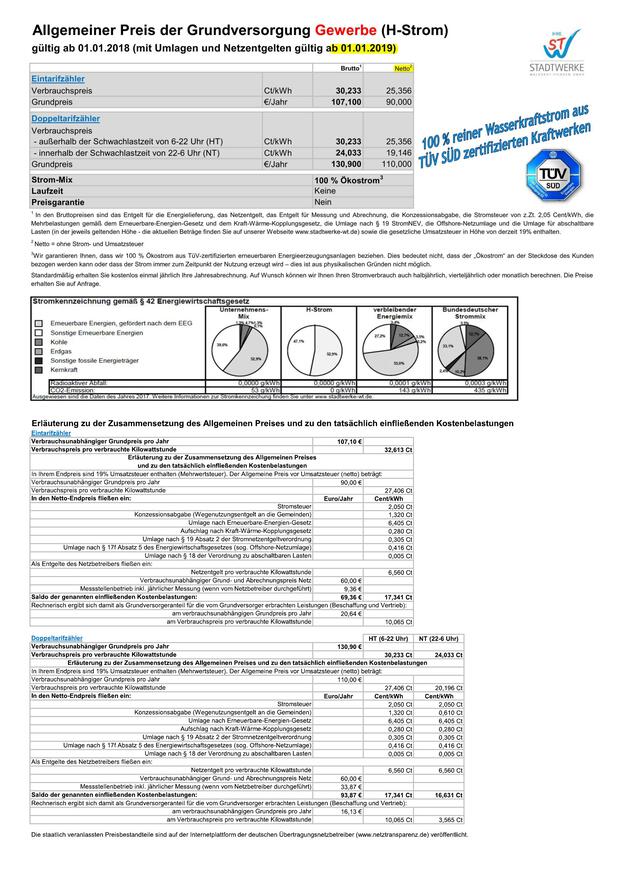 Allgemeiner Preis der Grundversorgung Gewerbe (H-Strom)
gültig ab 01.01.2018 (mit Umlagen und Netzentgelten gültig ab 01.01.2019)
IHRE
STW
STADTWERKE
Brutto¹ Netto²
Eintarifzähler
Verbrauchspreis Ct/kWh 30,233 25,356
Grundpreis €/Jahr 107,100 90,000
Doppeltarifzähler
Verbrauchspreis
- außerhalb der Schwachlastzeit von 6-22 Uhr (HT) Ct/kWh 30,233 25,356
- innerhalb der Schwachlastzeit von 22-6 Uhr (NT) Ct/kWh 24,033 19,146
Grundpreis €/Jahr 130,900 110,000
Strom-Mix 100 % Ökostrom³
Laufzeit Keine
Preisgarantie Nein
100 % reiner Wasserkraftstrom aus
TÜV SÜD zertifizierten Kraftwerken
TÜV
SÜD
¹ In den Bruttopreisen sind das Entgelt für die Energielieferung, das Netzentgelt, das Entgelt für Messung und Abrechnung, die Konzessionsabgabe, die Stromsteuer von z.Zt. 2,05 Cent/kWh, die
Mehrbelastungen gemäß dem Erneuerbare-Energien-Gesetz und dem Kraft-Wärme-Kopplungsgesetz, die Umlage nach § 19 StromNEV, die Offshore-Netzumlage und die Umlage für abschaltbare
Lasten (in der jeweils geltenden Höhe - die aktuellen Beträge finden Sie auf unserer Webseite www.stadtwerke-wt.de) sowie die gesetzliche Umsatzsteuer in Höhe von derzeit 19% enthalten.
² Netto = ohne Strom- und Umsatzsteuer
³Wir garantieren Ihnen, dass wir 100 % Ökostrom aus TÜV-zertifizierten erneuerbaren Energieerzeugungsanlagen beziehen. Dies bedeutet nicht, dass der „Ökostrom“ an der Steckdose des Kunden
bezogen werden kann oder dass der Strom immer zum Zeitpunkt der Nutzung erzeugt wird – dies ist aus physikalischen Gründen nicht möglich.
Standardmäßig erhalten Sie kostenlos einmal jährlich Ihre Jahresabrechnung. Auf Wunsch können wir Ihnen Ihren Stromverbrauch auch halbjährlich, vierteljährlich oder monatlich berechnen. Die Preise
erhalten Sie auf Anfrage.
Stromkennzeichnung gemäß § 42 Energiewirtschaftsgesetz
Unternehmens-Mix H-Strom verbleibender Energiemix Bundesdeutscher Strommix
Erneuerbare Energien, gefördert nach dem EEG
Sonstige Erneuerbare Energien
Kohle
Erdgas
Sonstige fossile Energieträger
Kernkraft
39,0% 52,9%
47,1% 52,9%
27,2% 53,0%
33,1% 38,1%
Radioaktiver Abfall: 0,0000 g/kWh 0,0000 g/kWh 0,0001 g/kWh 0,0003 g/kWh
CO2-Emission: 53 g/kWh 0 g/kWh 143 g/kWh 435 g/kWh
Ausgewiesen sind die Daten des Jahres 2017. Weitere Informationen zur Stromkennzeichnung finden Sie unter www.stadtwerke-wt.de.
Erläuterung zu der Zusammensetzung des Allgemeinen Preises und zu den tatsächlich einfließenden Kostenbelastungen
Eintarifzähler
Verbrauchsunabhängiger Grundpreis pro Jahr 107,10 €
Verbrauchspreis pro verbrauchte Kilowattstunde 32,613 Ct
Erläuterung zu der Zusammensetzung des Allgemeinen Preises
und zu den tatsächlich einfließenden Kostenbelastungen
In Ihrem Endpreis sind 19% Umsatzsteuer enthalten (Mehrwertsteuer). Der Allgemeine Preis vor Umsatzsteuer (netto) beträgt:
Verbrauchsunabhängiger Grundpreis pro Jahr 90,00 €
Verbrauchspreis pro verbrauchte Kilowattstunde 27,406 Ct
In den Netto-Endpreis fließen ein: Euro/Jahr Cent/kWh
Stromsteuer 2,050 Ct
Konzessionsabgabe (Wegenutzungsentgelt an die Gemeinden) 1,320 Ct
Umlage nach Erneuerbare-Energien-Gesetz 6,405 Ct
Aufschlag nach Kraft-Wärme-Kopplungsgesetz 0,280 Ct
Umlage nach § 19 Absatz 2 der Stromnetzentgeltverordnung 0,305 Ct
Umlage nach § 17f Absatz 5 des Energiewirtschaftsgesetzes (sog. Offshore-Netzumlage) 0,416 Ct
Umlage nach § 18 der Verordnung zu abschaltbaren Lasten 0,005 Ct
Als Entgelte des Netzbetreibers fließen ein:
Netzentgelt pro verbrauchte Kilowattstunde 6,560 Ct
Verbrauchsunabhängiger Grund- und Abrechnungspreis Netz 60,00 €
Messstellenbetrieb inkl. jährlicher Messung (wenn vom Netzbetreiber durchgeführt) 9,36 €
Saldo der genannten einfließenden Kostenbelastungen: 69,36 € 17,341 Ct
Rechnerisch ergibt sich damit als Grundversorgeranteil für die vom Grundversorger erbrachten Leistungen (Beschaffung und Vertrieb):
am verbrauchsunabhängigen Grundpreis pro Jahr 20,64 €
am Verbrauchspreis pro verbrauchte Kilowattstunde 10,065 Ct
Doppeltarifzähler HT (6-22 Uhr) NT (22-6 Uhr)
Verbrauchsunabhängiger Grundpreis pro Jahr 130,90 €
Verbrauchspreis pro verbrauchte Kilowattstunde 30,233 Ct 24,033 Ct
Erläuterung zu der Zusammensetzung des Allgemeinen Preises und zu den tatsächlich einfließenden Kostenbelastungen
In Ihrem Endpreis sind 19% Umsatzsteuer enthalten (Mehrwertsteuer). Der Allgemeine Preis vor Umsatzsteuer (netto) beträgt:
Verbrauchsunabhängiger Grundpreis pro Jahr 110,00 €
Verbrauchspreis pro verbrauchte Kilowattstunde 27,406 Ct 20,196 Ct
In den Netto-Endpreis fließen ein: Euro/Jahr Cent/kWh Cent/kWh
Stromsteuer 2,050 Ct 2,050 Ct
Konzessionsabgabe (Wegenutzungsentgelt an die Gemeinden) 1,320 Ct 0,610 Ct
Umlage nach Erneuerbare-Energien-Gesetz 6,405 Ct 6,405 Ct
Aufschlag nach Kraft-Wärme-Kopplungsgesetz 0,280 Ct 0,280 Ct
Umlage nach § 19 Absatz 2 der Stromnetzentgeltverordnung 0,305 Ct 0,305 Ct
Umlage nach § 17f Absatz 5 des Energiewirtschaftsgesetzes (sog. Offshore-Netzumlage) 0,416 Ct 0,416 Ct
Umlage nach § 18 der Verordnung zu abschaltbaren Lasten 0,005 Ct 0,005 Ct
Als Entgelte des Netzbetreibers fließen ein:
Netzentgelt pro verbrauchte Kilowattstunde 6,560 Ct 6,560 Ct
Verbrauchsunabhängiger Grund- und Abrechnungspreis Netz 60,00 €
Messstellenbetrieb inkl. jährlicher Messung (wenn vom Netzbetreiber durchgeführt) 33,87 €
Saldo der genannten einfließenden Kostenbelastungen: 93,87 € 17,341 Ct 16,631 Ct
Rechnerisch ergibt sich damit als Grundversorgeranteil für die vom Grundversorger erbrachten Leistungen (Beschaffung und Vertrieb):
am verbrauchsunabhängigen Grundpreis pro Jahr 16,13 €
am Verbrauchspreis pro verbrauchte Kilowattstunde 10,065 Ct 3,565 Ct
Die staatlich veranlassten Preisbestandteile sind auf der Internetplattform der deutschen Übertragungsnetzbetreiber (www.netztransparenz.de) veröffentlicht.